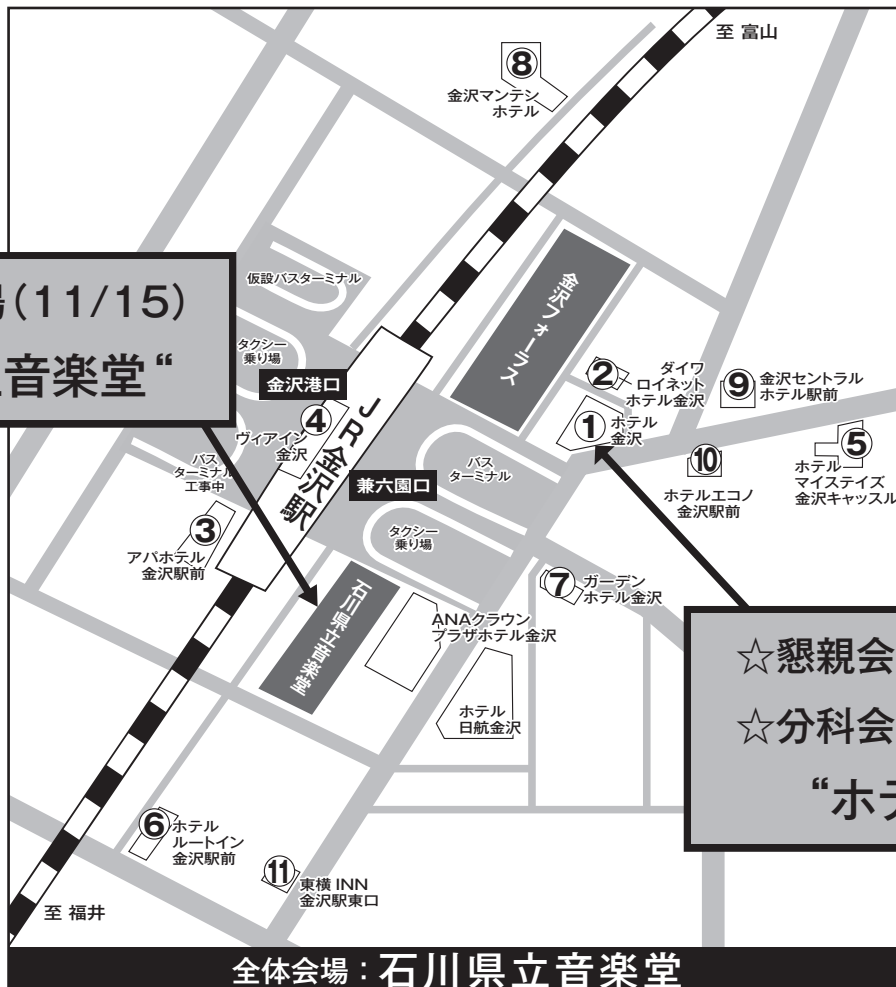 至 富山
⑧
金沢マンテン
ホテル
場(11/15)
立音楽堂“
仮設バスターミナル
タクシー
乗り場
金沢港口
金沢フォーラス
②
ダイワ
ロイネット
ホテル金沢
⑨
金沢セントラル
ホテル駅前
①
ホテル
金沢
④
ヴィアイン
金沢
JR金沢駅
兼六園口
バス
ターミナル
⑩
ホテルエコノ
金沢駅前
⑤
ホテル
マイステイズ
金沢キャッスル
バス
ターミナル
工事中
③
アパホテル
金沢駅前
タクシー
乗り場
⑦
ガーデン
ホテル金沢
石川県立音楽堂
ANAクラウン
プラザホテル金沢
ホテル
日航金沢
☆懇親会
☆分科会
“ホテ
⑥
ホテル
ルートイン
金沢駅前
⑪
東横 INN
金沢駅東口
至 福井
全体会場：石川県立音楽堂